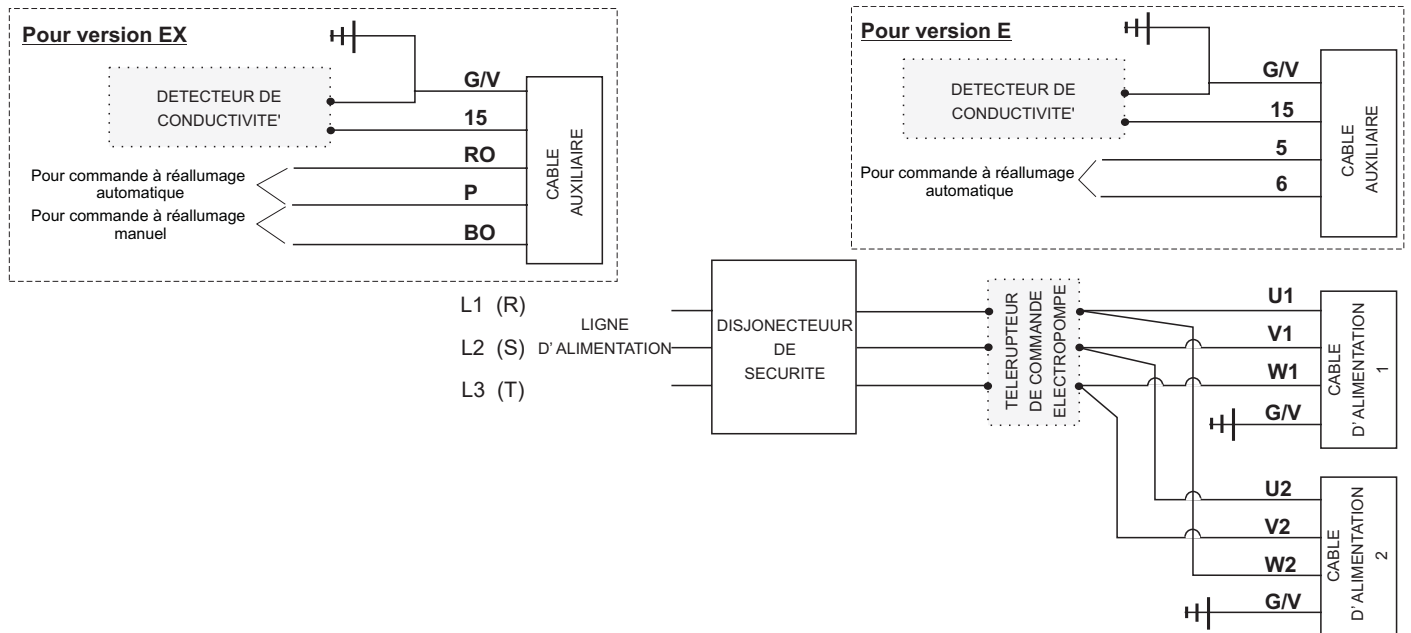 Pour version EX
DETECTEUR DE
CONDUCTIVITE'
G/V
15
RO
P
BO
Pour commande à réallumage
automatique
Pour commande à réallumage
manuel
CABLE
AUXILIAIRE
Pour version E
DETECTEUR DE
CONDUCTIVITE'
G/V
15
5
6
Pour commande à réallumage
automatique
CABLE
AUXILIAIRE
L1 (R)
L2 (S)
L3 (T)
LIGNE
D' ALIMENTATION
DISJONECTEUUR
DE
SECURITE
TELERUPTEUR
DE COMMANDE
ELECTROPOMPE
U1
V1
W1
G/V
CABLE
D' ALIMENTATION
1
U2
V2
W2
G/V
CABLE
D' ALIMENTATION
2